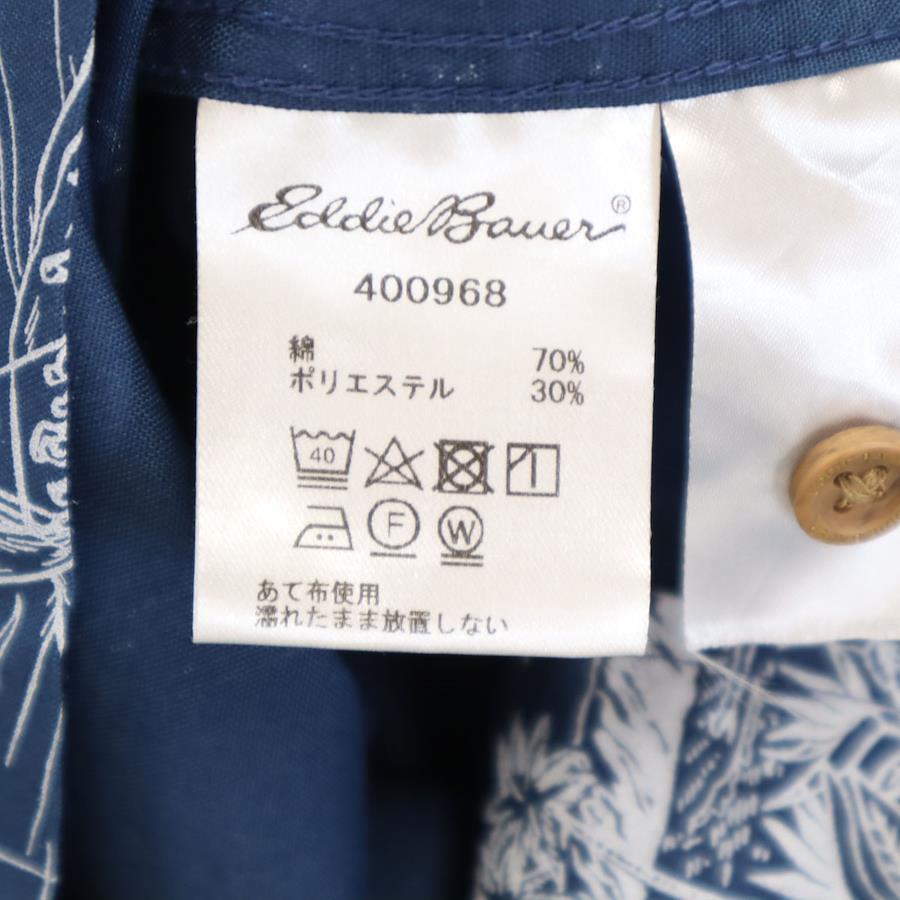 Eddie Bauer®
400968
綿 70%
ポリエステル 30%
40
F
W
あて布使用
濡れたまま放置しない